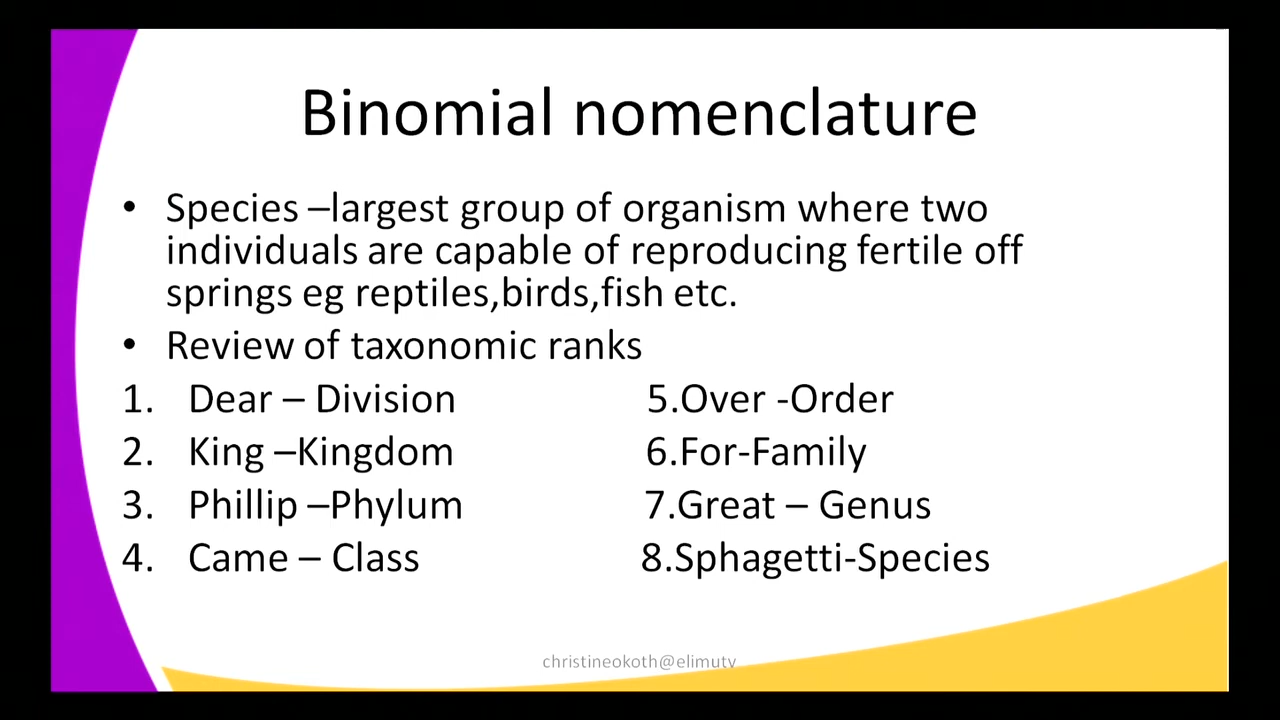 Binomial nomenclature
• Species –largest group of organism where two
individuals are capable of reproducing fertile off
springs eg reptiles,birds,fish etc.
• Review of taxonomic ranks
1. Dear – Division 5.Over -Order
2. King –Kingdom 6.For-Family
3. Phillip –Phylum 7.Great – Genus
4. Came – Class 8.Sphagetti-Species
christineokoth@elimutv